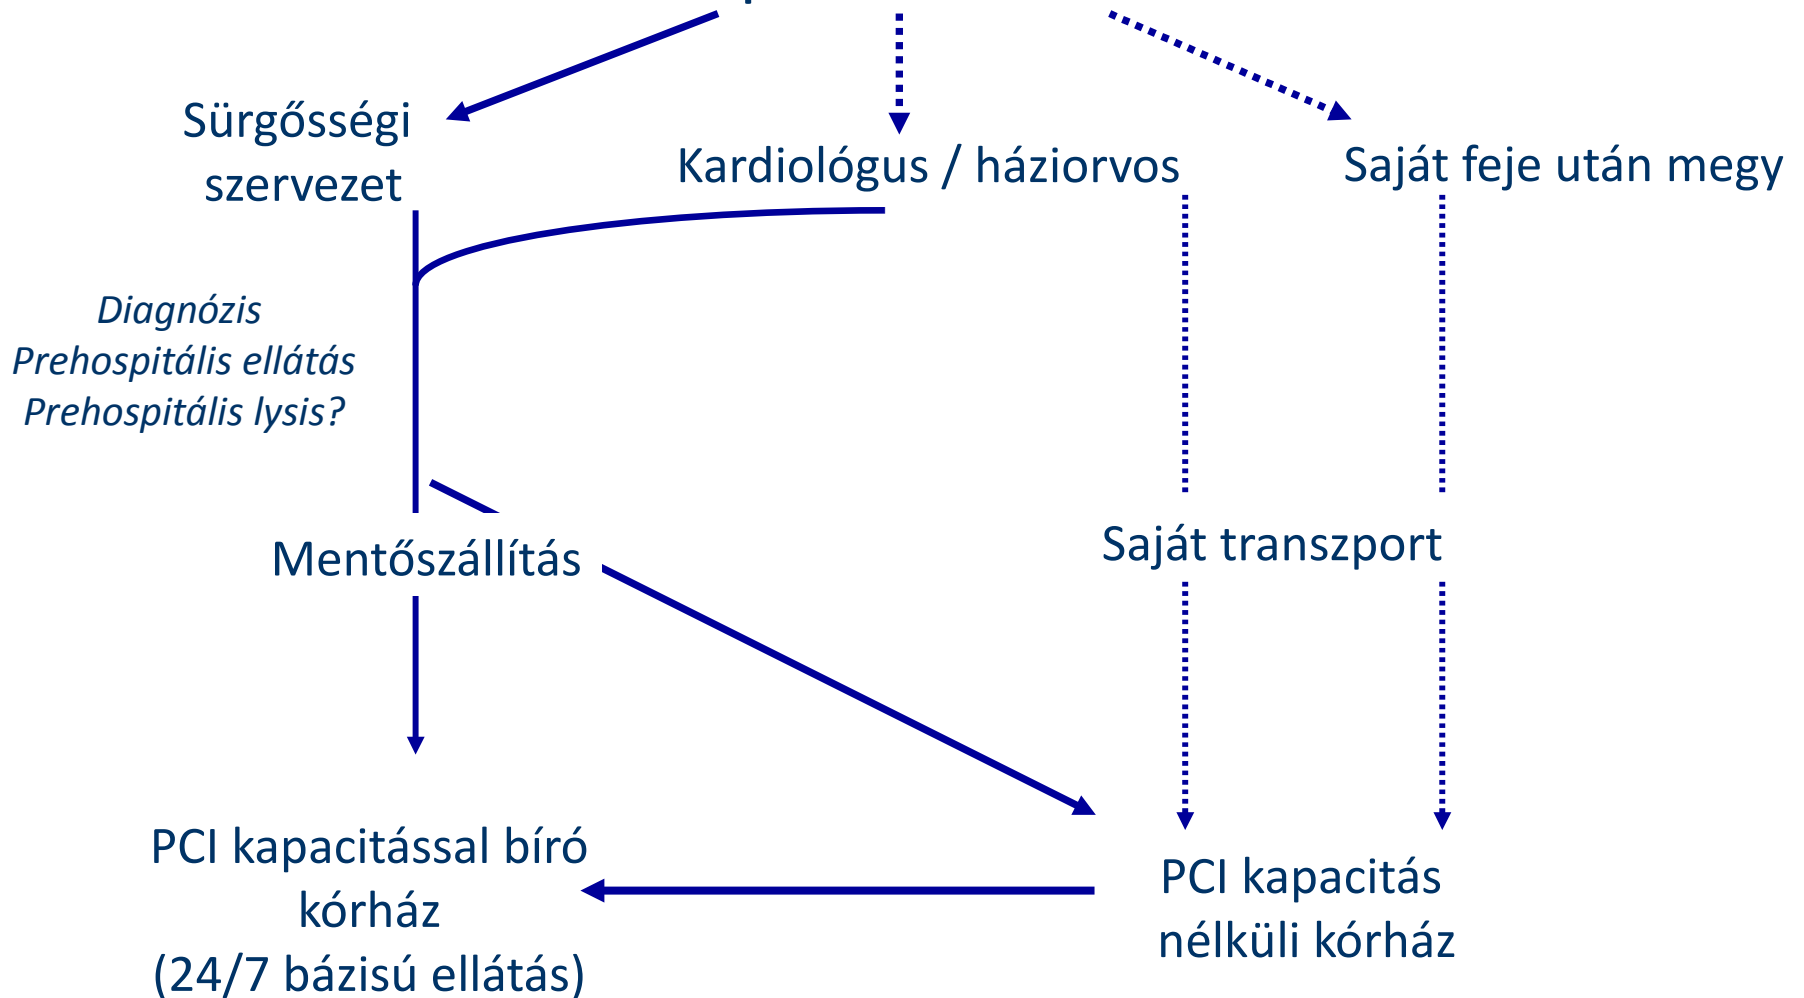 Sürgősségi
szervezet
Kardiológus / háziorvos
Saját feje után megy
Diagnózis
Prehospitális ellátás
Prehospitális lysis?
Mentőszállítás
Saját transzport
PCI kapacitással bíró
kórház
(24/7 bázisú ellátás)
PCI kapacitás
nélküli kórház